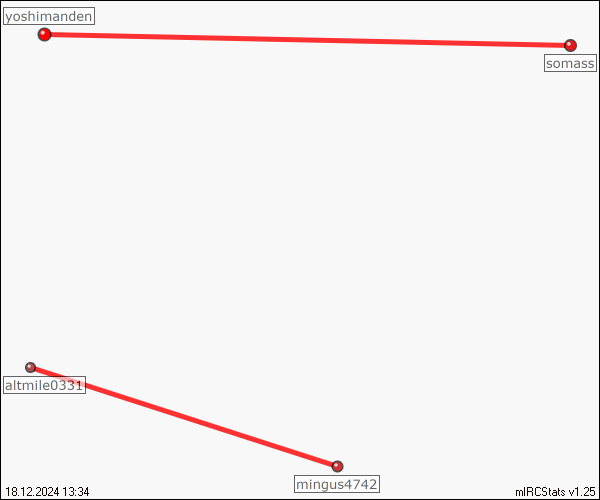 yoshimanden
somass
altmile0331
mingus4742
18.12.2024 13:34
mIRCStats v1.25